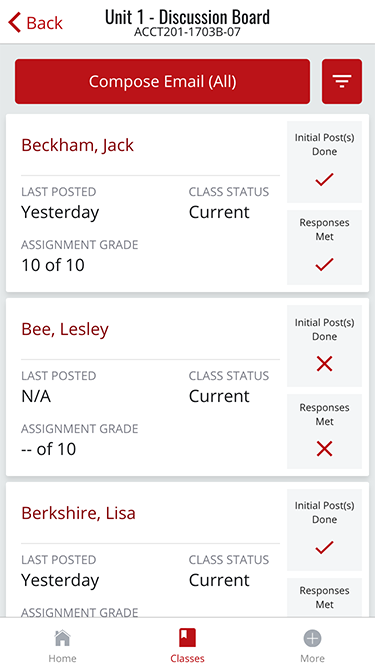 Back
Unit 1 - Discussion Board
ACCT201-1703B-07
Compose Email (All)
Beckham, Jack
Initial Post(s)
Done
LAST POSTED
CLASS STATUS
Yesterday
Current
Responses
Met
ASSIGNMENT GRADE
10 of 10
Bee, Lesley
Initial Post(s)
Done
LAST POSTED
CLASS STATUS
N/A
Current
Responses
Met
ASSIGNMENT GRADE
-- of 10
Berkshire, Lisa
Initial Post(s)
Done
LAST POSTED
CLASS STATUS
Yesterday
Current
Responses
Met
ASSIGNMENT GRADE
Home
Classes
More